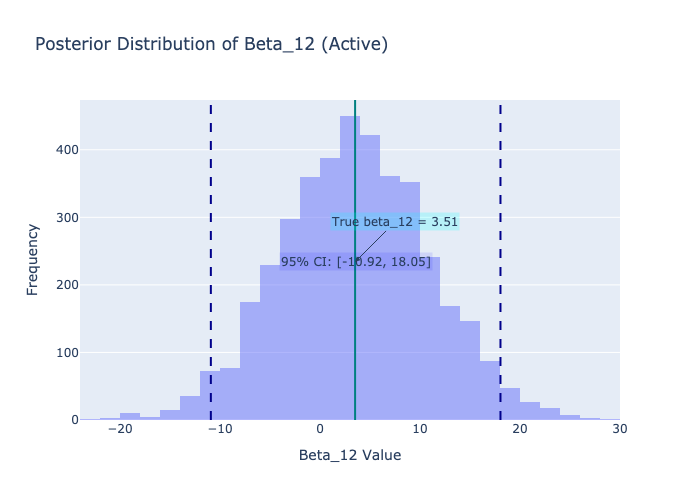 Posterior Distribution of Beta_12 (Active)
400
300
200
100
0
Frequency
True beta_12 = 3.51
95% CI: [-10.92, 18.05]
−20
−10
0
10
20
30
Beta_12 Value